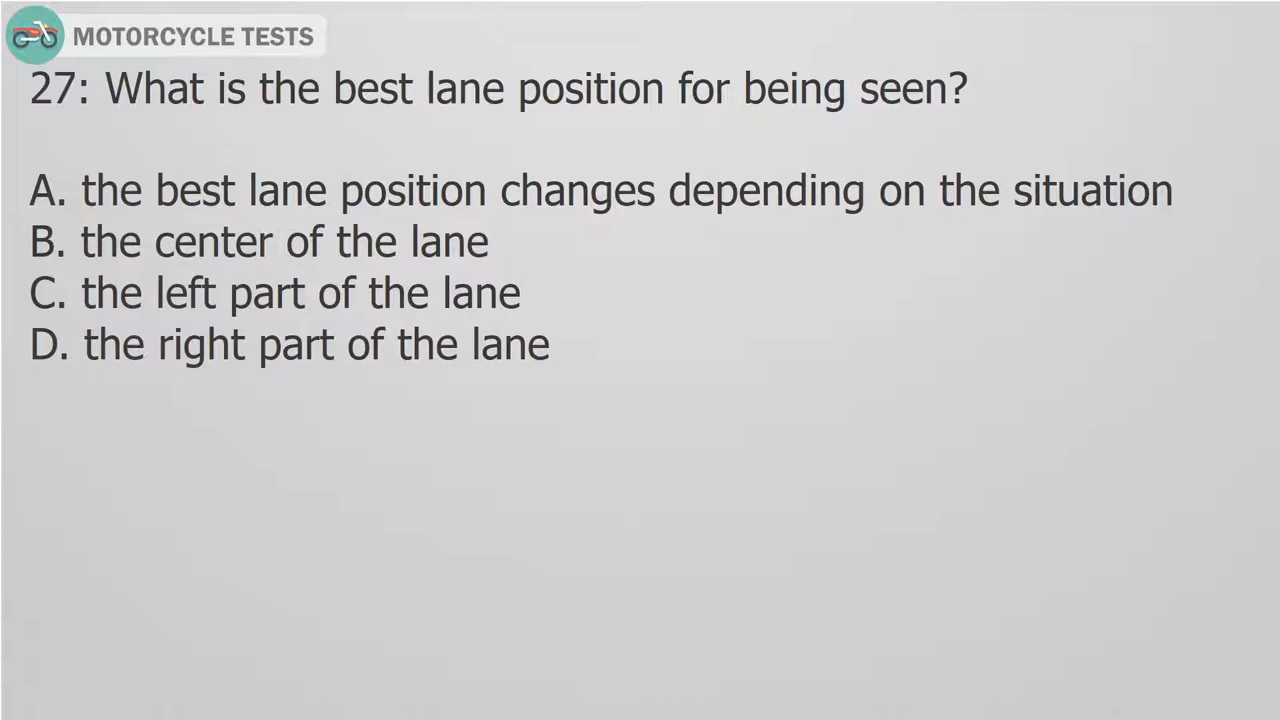 MOTORCYCLE TESTS
27: What is the best lane position for being seen?
A. the best lane position changes depending on the situation
B. the center of the lane
C. the left part of the lane
D. the right part of the lane